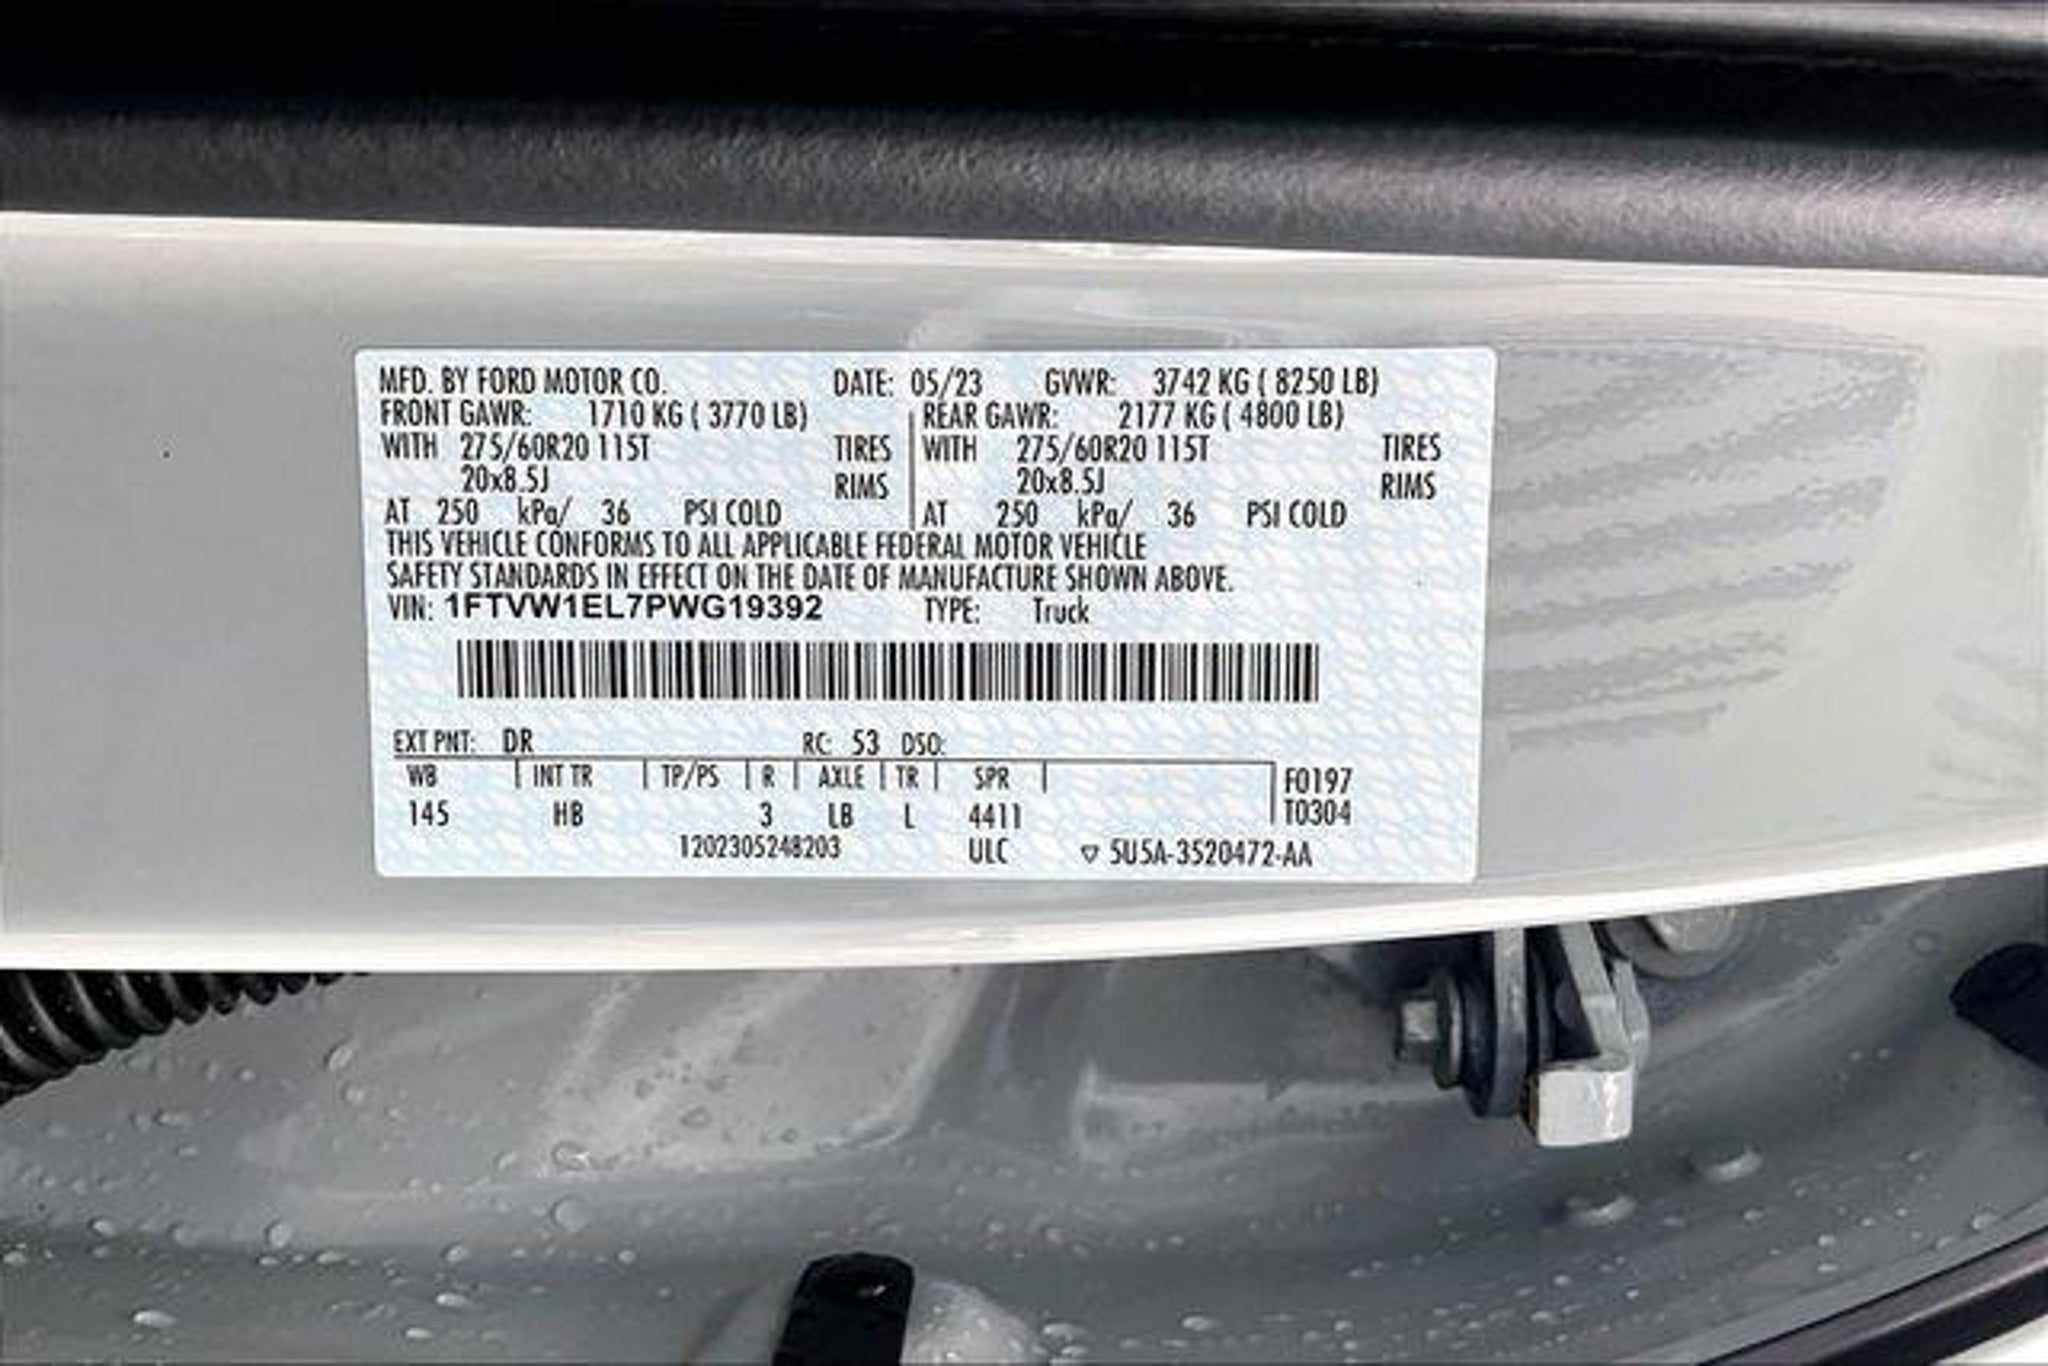 MFD. BY FORD MOTOR CO. DATE: 05/23 GVWR: 3742 KG ( 8250 LB)
FRONT GAWR: 1710 KG ( 3770 LB) REAR GAWR: 2177 KG ( 4800 LB)
WITH 275/60R20 115T TIRES WITH 275/60R20 115T TIRES
20x8.5J RIMS 20x8.5J RIMS
AT 250 kPa/ 36 PSI COLD AT 250 kPa/ 36 PSI COLD
THIS VEHICLE CONFORMS TO ALL APPLICABLE FEDERAL MOTOR VEHICLE
SAFETY STANDARDS IN EFFECT ON THE DATE OF MANUFACTURE SHOWN ABOVE.
VIN: 1FTVW1EL7PWG19392 TYPE: Truck
EXT PNT: DR RC: 53 DSO:
WB INT TR TP/PS R AXLE TR SPR F0197
145 HB 3 LB L 4411 T0304
1202305248203 ULC ▽ 5U5A-3520472-AA